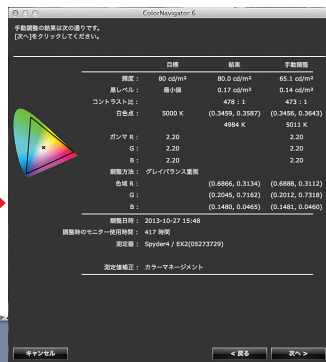 ColorNavigator 6
手動調整の結果は次の通りです。
[次へ]をクリックしてください。
目標 結果 手動調整
輝度： 80 cd/m² 80.0 cd/m² 65.1 cd/m²
黒レベル： 最小値 0.17 cd/m² 0.14 cd/m²
コントラスト比： 478 : 1 473 : 1
白色点： 5000 K (0.3459, 0.3587) (0.3456, 0.3643)
4984 K 5011 K
ガンマ R： 2.20 2.20 2.20
G： 2.20 2.20 2.20
B： 2.20 2.20 2.20
調整方法： グレイバランス重視
色域 R： (0.6866, 0.3134) (0.6888, 0.3112)
G： (0.2045, 0.7162) (0.2012, 0.7318)
B： (0.1480, 0.0465) (0.1481, 0.0460)
調整日時： 2013-10-27 15:48
調整時のモニター使用時間： 417 時間
測定器： Spyder4 / EX2(05273729)
測定値補正： カラーマネージメント
キャンセル < 戻る 次へ >